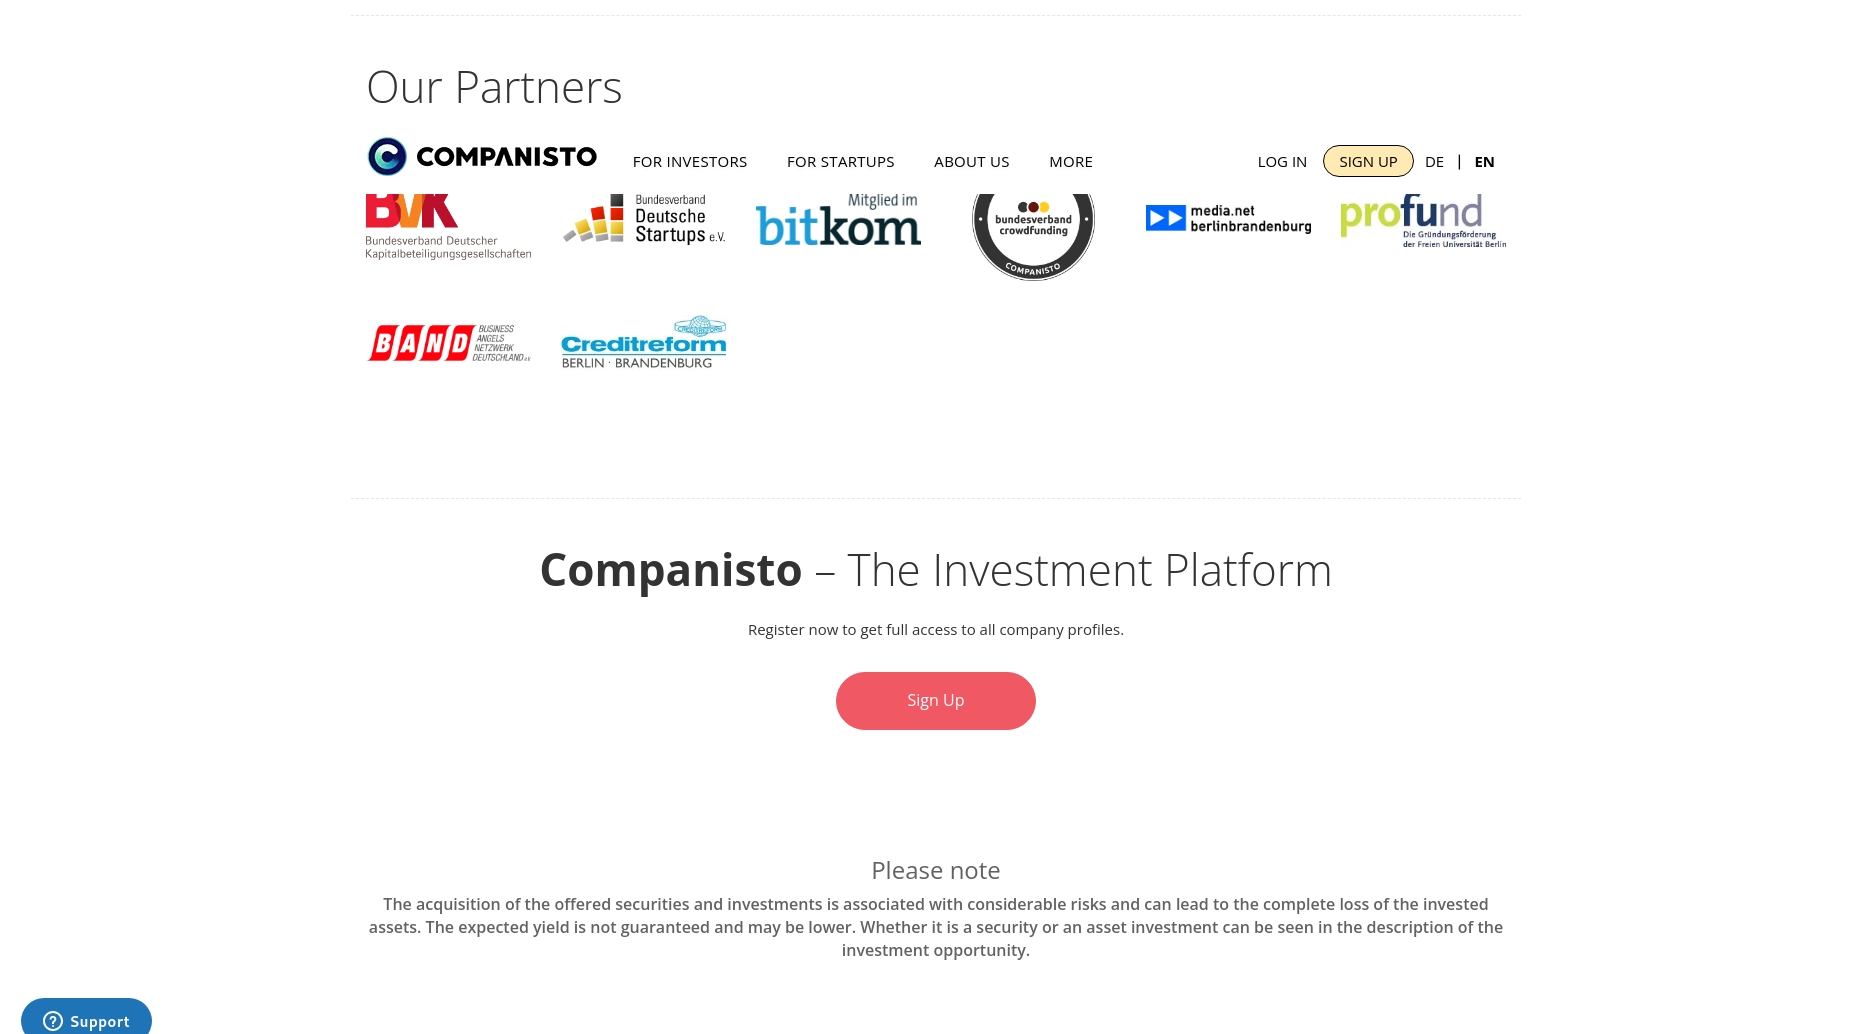 Our Partners
COMPANISTO FOR INVESTORS FOR STARTUPS ABOUT US MORE LOG IN SIGN UP DE | EN
BVK
Bundesverband Deutscher
Kapitalbeteiligungsgesellschaften
Bundesverband
Deutsche
Startups e.V.
Mitglied im
bitkom
bundesverband
crowdfunding
COMPANISTO
media.net
berlinbrandenburg
profund
Die Gründungsförderung
der Freien Universität Berlin
BAND
BUSINESS
ANGELS
NETZWERK
DEUTSCHLAND e.V.
Creditreform
BERLIN · BRANDENBURG
Companisto – The Investment Platform
Register now to get full access to all company profiles.
Sign Up
Please note
The acquisition of the offered securities and investments is associated with considerable risks and can lead to the complete loss of the invested
assets. The expected yield is not guaranteed and may be lower. Whether it is a security or an asset investment can be seen in the description of the
investment opportunity.
Support